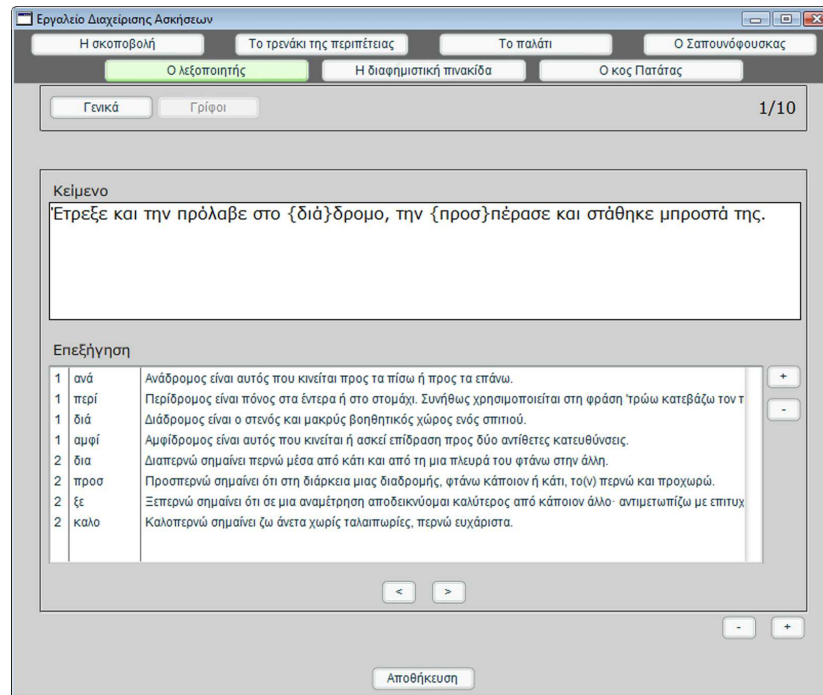 Εργαλείο Διαχείρισης Ασκήσεων
Η σκοποβολή Το τρενάκι της περιπέτειας Το παλάτι Ο Σαπουνόφουσκας
Ο λεξοποιητής Η διαφημιστική πινακίδα Ο κος Πατάτας
Γενικά Γρίφοι 1/10
Κείμενο
Έτρεξε και την πρόλαβε στο {διά}δρομο, την {προσ}πέρασε και στάθηκε μπροστά της.
Επεξήγηση
1 ανά Ανάδρομος είναι αυτός που κινείται προς τα πίσω ή προς τα επάνω.
1 περί Περίδρομος είναι πόνος στα έντερα ή στο στομάχι. Συνήθως χρησιμοποιείται στη φράση 'τρώω κατεβάζω τον τ
1 διά Διάδρομος είναι ο στενός και μακρύς βοηθητικός χώρος ενός σπιτιού.
1 αμφί Αμφίδρομος είναι αυτός που κινείται ή ασκεί επίδραση προς δύο αντίθετες κατευθύνσεις.
2 δια Διαπερνώ σημαίνει περνώ μέσα από κάτι και από τη μια πλευρά του φτάνω στην άλλη.
2 προσ Προσπερνώ σημαίνει ότι στη διάρκεια μιας διαδρομής, φτάνω κάποιον ή κάτι, το(ν) περνώ και προχωρώ.
2 ξε Ξεπερνώ σημαίνει ότι σε μια αναμέτρηση αποδεικνύομαι καλύτερος από κάποιον άλλο· αντιμετωπίζω με επιτυχ
2 καλο Καλοπερνώ σημαίνει ζω άνετα χωρίς ταλαιπωρίες, περνώ ευχάριστα.
+
-
< >
- +
Αποθήκευση